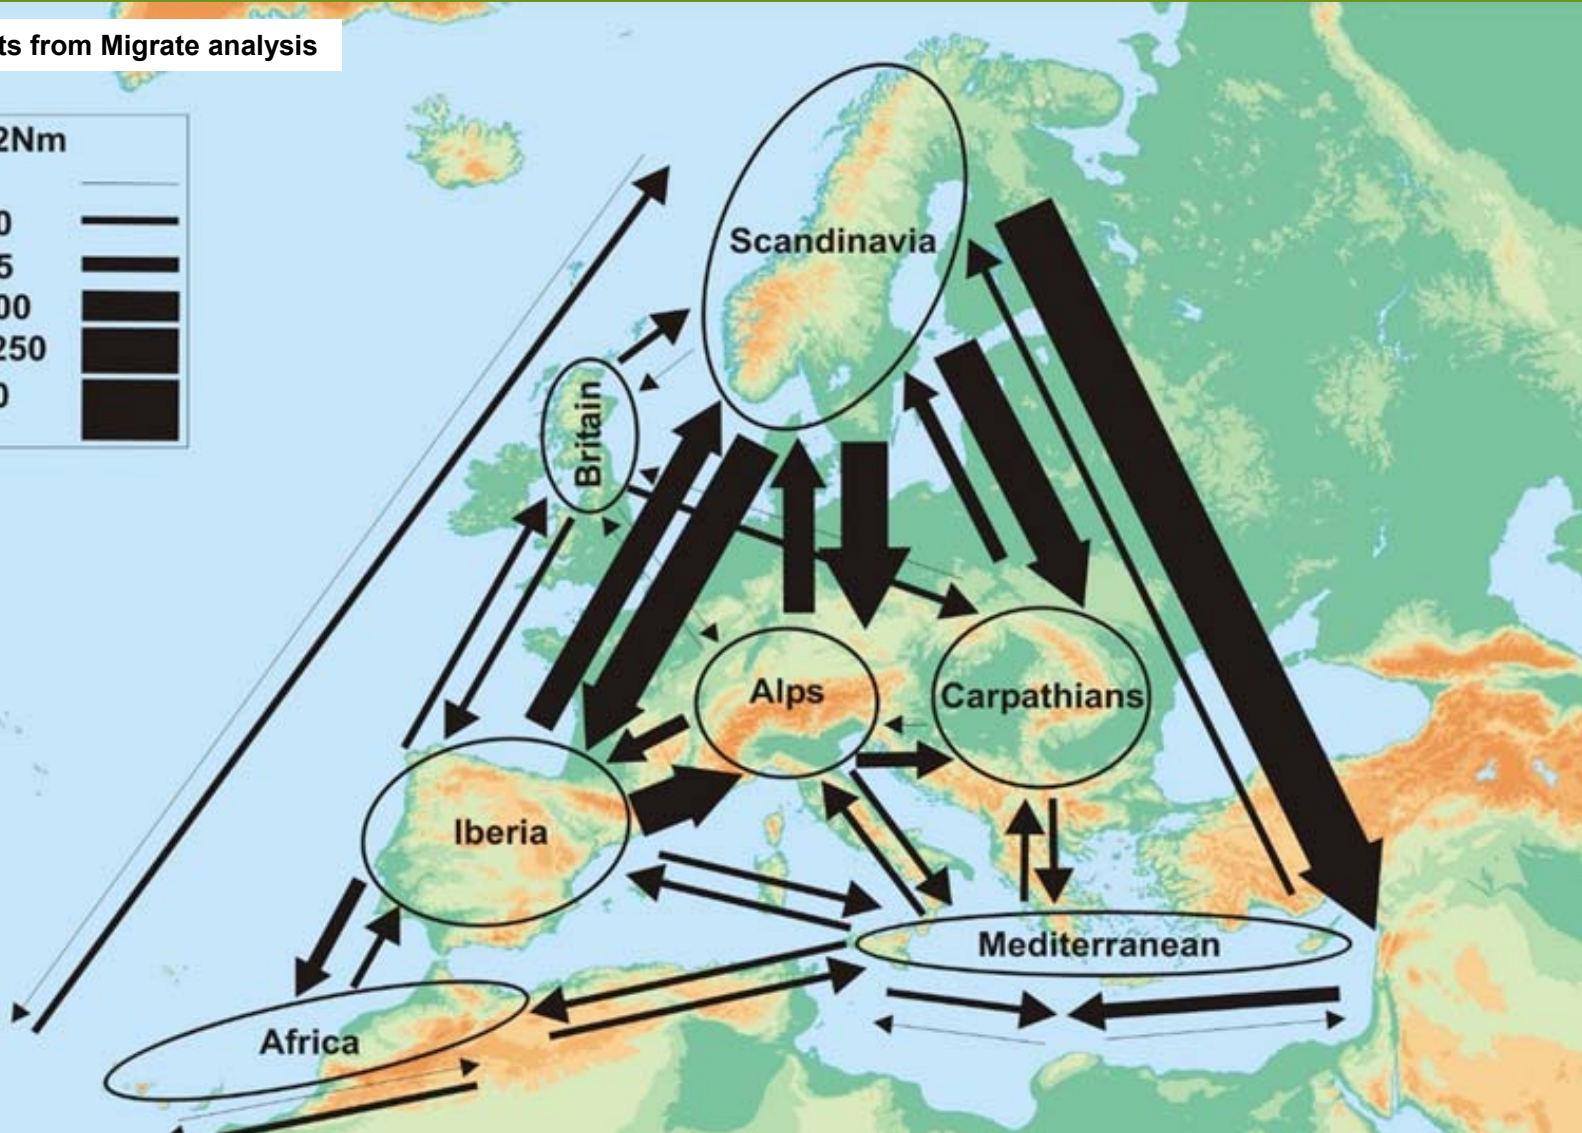 ts from Migrate analysis
2Nm
0
5
00
250
0
Scandinavia
Britain
Alps
Carpathians
Iberia
Mediterranean
Africa